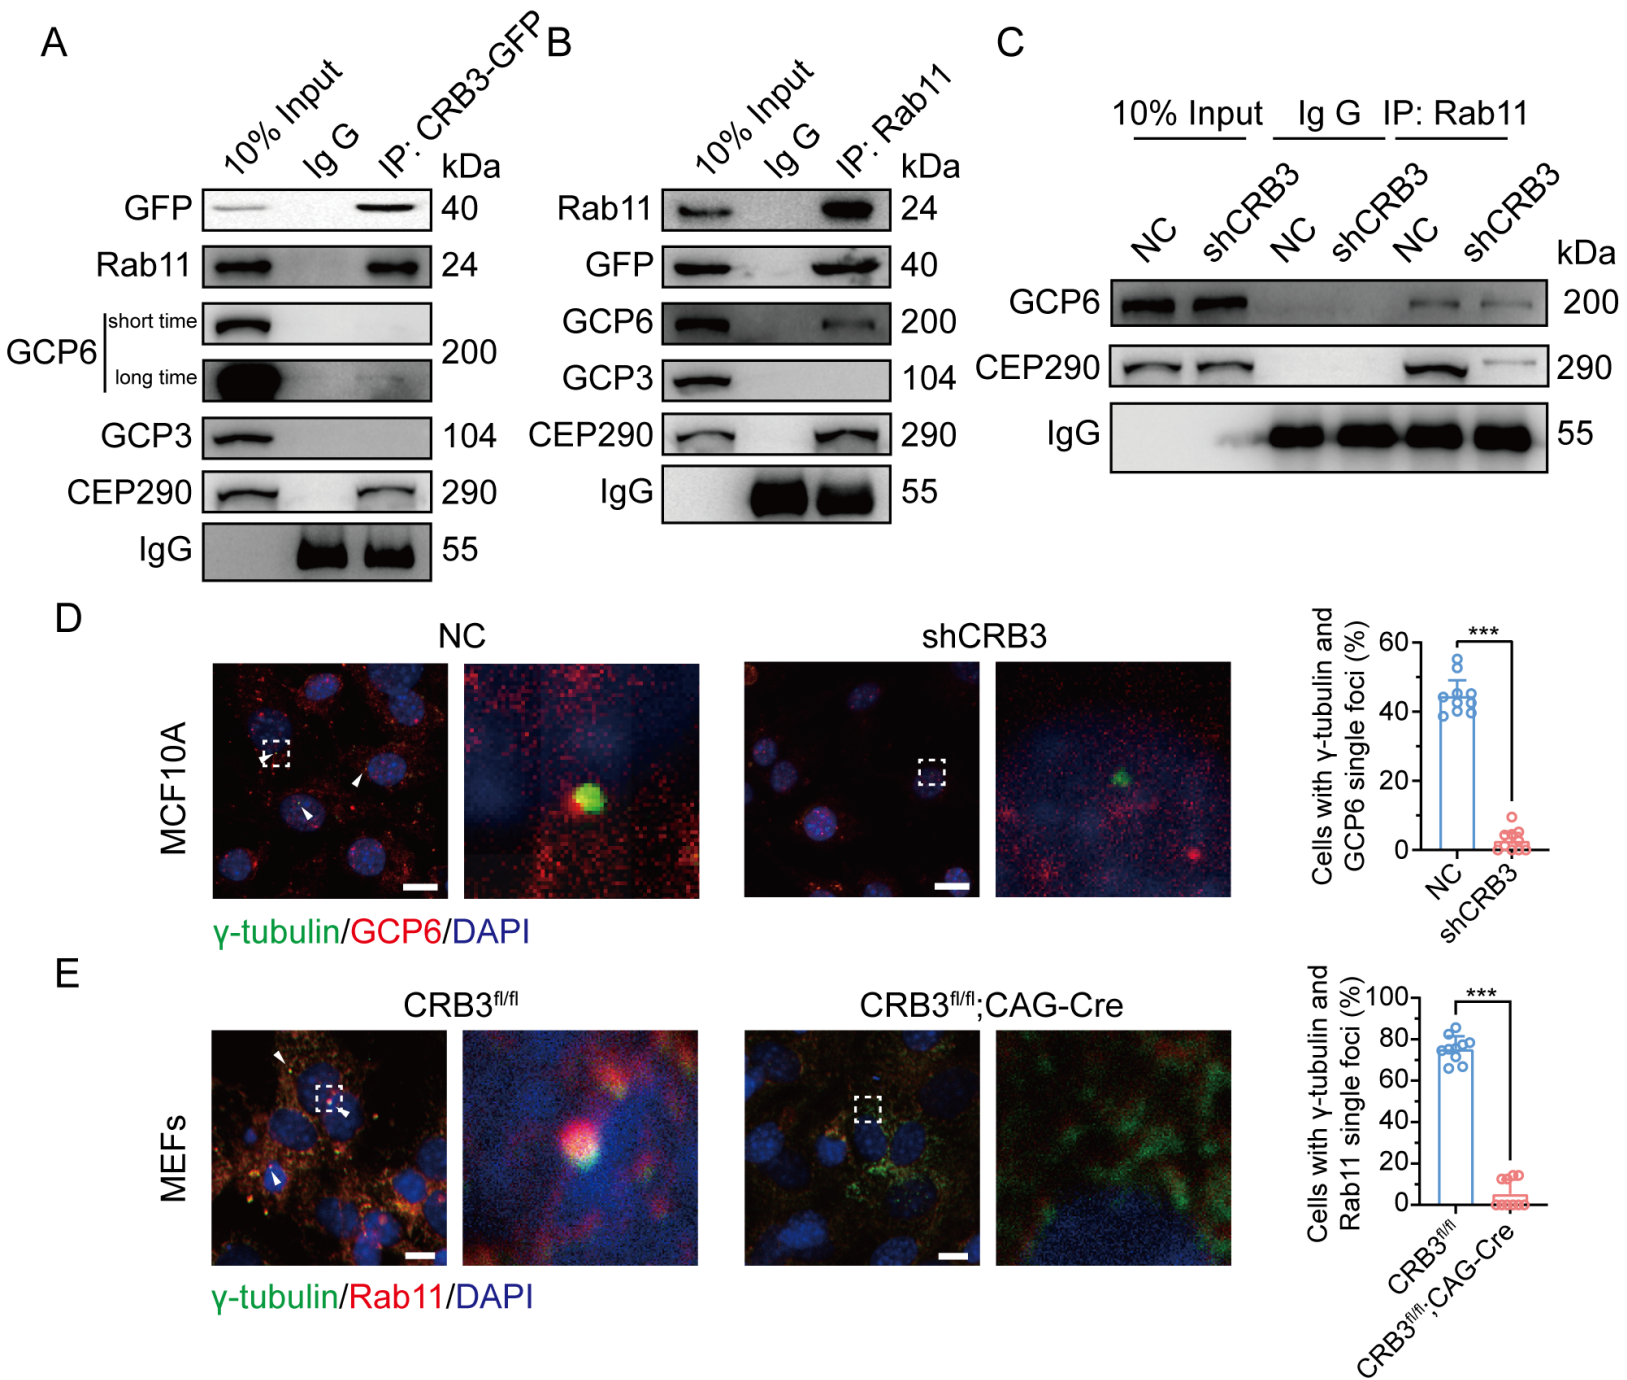 A
10% Input
Ig G
IP: CRB3-GFP
kDa
GFP
40
Rab11
24
GCP6
short time
long time
200
GCP3
104
CEP290
290
IgG
55
B
10% Input
Ig G
IP: Rab11
kDa
Rab11
24
GFP
40
GCP6
200
GCP3
104
CEP290
290
IgG
55
C
10% Input
Ig G
IP: Rab11
NC
shCRB3
NC
shCRB3
NC
shCRB3
kDa
GCP6
200
CEP290
290
IgG
55
D
NC
shCRB3
MCF10A
γ-tubulin/GCP6/DAPI
Cells with γ-tubulin and
GCP6 single foci (%)
60
40
20
0
***
NC
shCRB3
E
CRB3fl/fl
CRB3fl/fl;CAG-Cre
MEFs
γ-tubulin/Rab11/DAPI
Cells with γ-tubulin and
Rab11 single foci (%)
100
80
60
40
20
0
***
CRB3fl/fl
CRB3fl/fl;CAG-Cre